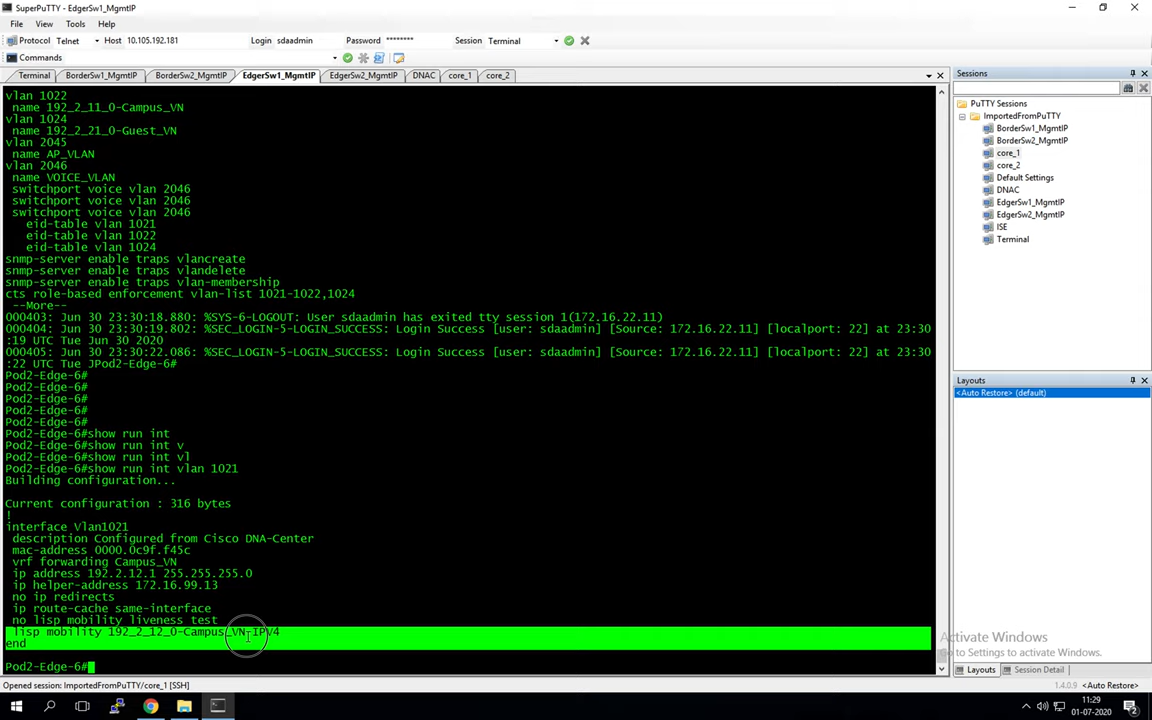 SuperPuTTY - EdgerSw1_MgmtIP
File View Tools Help
Protocol Telnet Host 10.105.192.181 Login sdaadmin Password ******** Session Terminal
Commands
Terminal BorderSw1_MgmtIP BorderSw2_MgmtIP EdgerSw1_MgmtIP EdgerSw2_MgmtIP DNAC core_1 core_2
vlan 1022
name 192_2_11_0-Campus_VN
vlan 1024
name 192_2_21_0-Guest_VN
vlan 2045
name AP_VLAN
vlan 2046
name VOICE_VLAN
switchport voice vlan 2046
switchport voice vlan 2046
switchport voice vlan 2046
eid-table vlan 1021
eid-table vlan 1022
eid-table vlan 1024
snmp-server enable traps vlancreate
snmp-server enable traps vlandelete
snmp-server enable traps vlan-membership
cts role-based enforcement vlan-list 1021-1022,1024
--More--
000403: Jun 30 23:30:18.880: %SYS-6-LOGOUT: User sdaadmin has exited tty session 1(172.16.22.11)
000404: Jun 30 23:30:19.802: %SEC_LOGIN-5-LOGIN_SUCCESS: Login Success [user: sdaadmin] [Source: 172.16.22.11] [localport: 22] at 23:30
:19 UTC Tue Jun 30 2020
000405: Jun 30 23:30:22.086: %SEC_LOGIN-5-LOGIN_SUCCESS: Login Success [user: sdaadmin] [Source: 172.16.22.11] [localport: 22] at 23:30
:22 UTC Tue JPod2-Edge-6#
Pod2-Edge-6#
Pod2-Edge-6#
Pod2-Edge-6#
Pod2-Edge-6#
Pod2-Edge-6#
Pod2-Edge-6#show run int
Pod2-Edge-6#show run int v
Pod2-Edge-6#show run int vl
Pod2-Edge-6#show run int vlan 1021
Building configuration...
Current configuration : 316 bytes
!
interface Vlan1021
description Configured from Cisco DNA-Center
mac-address 0000.0c9f.f45c
vrf forwarding Campus_VN
ip address 192.2.12.1 255.255.255.0
ip helper-address 172.16.99.13
no ip redirects
ip route-cache same-interface
no lisp mobility liveness test
lisp mobility 192_2_12_0-Campus_VN-IPV4
end
Pod2-Edge-6#
Sessions
PuTTY Sessions
ImportedFromPuTTY
BorderSw1_MgmtIP
BorderSw2_MgmtIP
core_1
core_2
Default Settings
DNAC
EdgerSw1_MgmtIP
EdgerSw2_MgmtIP
ISE
Terminal
Layouts
<Auto Restore> (default)
Activate Windows
Go to Settings to activate Windows.
Layouts Session Detail
Opened session: ImportedFromPuTTY/core_1 [SSH]
1.4.0.9 <Auto Restore>
11:29
01-07-2020
2